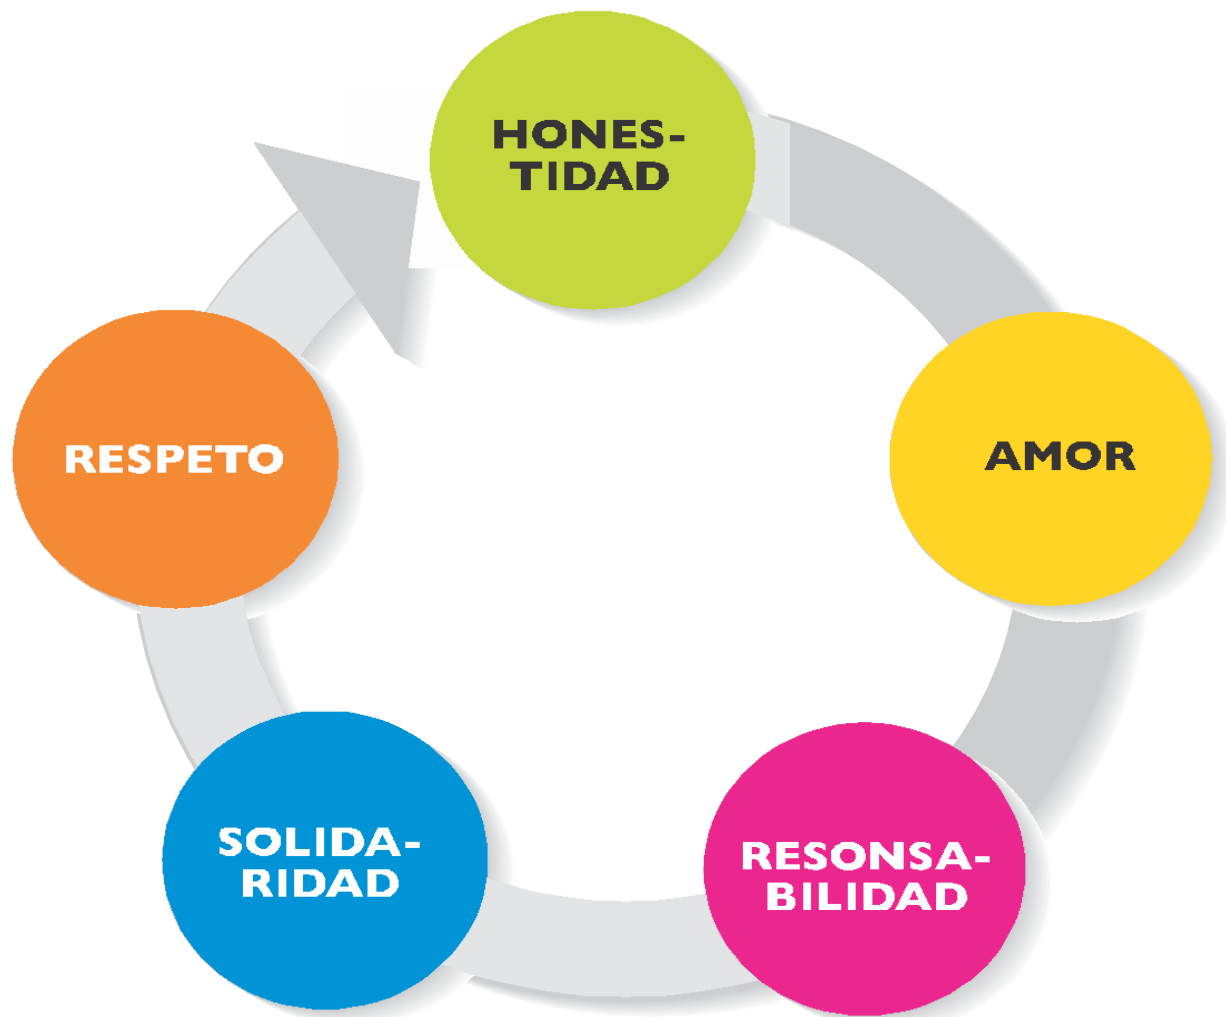 HONES-
TIDAD
AMOR
RESONSA-
BILIDAD
SOLIDA-
RIDAD
RESPETO